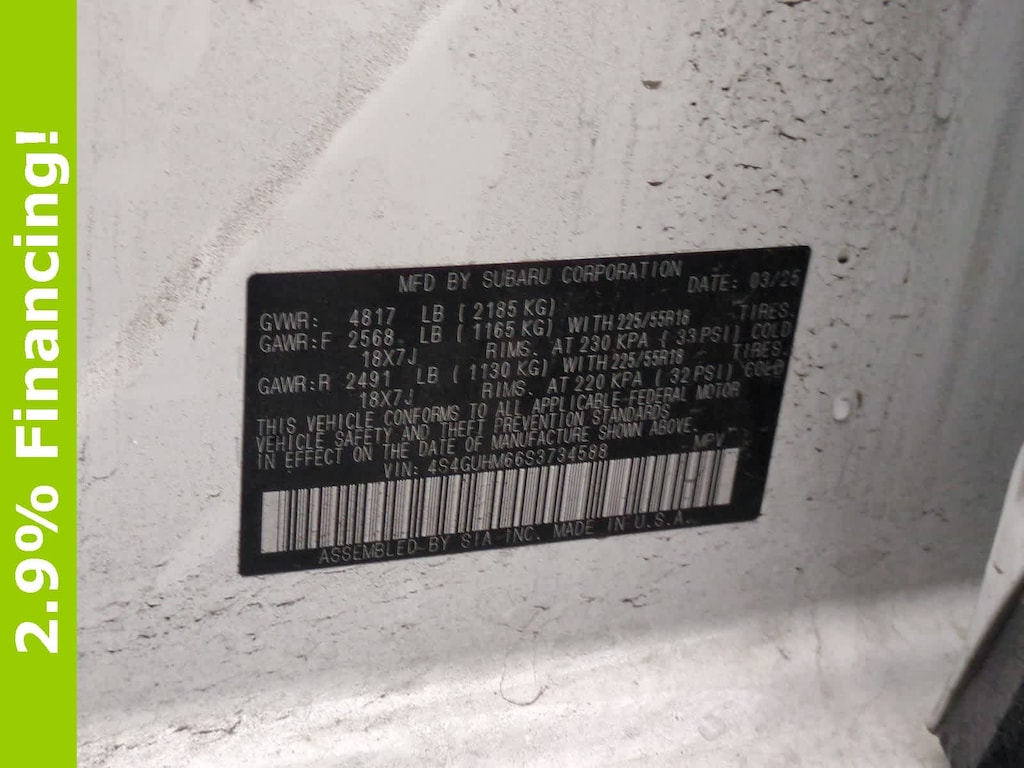 2.9% Financing!
MFD BY SUBARU CORPORATION DATE: 03/25
GVWR: 4817 LB ( 2185 KG)
GAWR:F 2568 LB ( 1165 KG) WITH 225/55R18 TIRES.
18X7J RIMS. AT 230 KPA ( 33 PSI) COLD
GAWR:R 2491 LB ( 1130 KG) WITH 225/55R18 TIRES.
18X7J RIMS. AT 220 KPA ( 32 PSI) COLD
THIS VEHICLE CONFORMS TO ALL APPLICABLE FEDERAL MOTOR
VEHICLE SAFETY AND THEFT PREVENTION STANDARDS
IN EFFECT ON THE DATE OF MANUFACTURE SHOWN ABOVE.
VIN: 4S4GUHM66S3734588 MPV
ASSEMBLED BY SIA INC. MADE IN U.S.A.